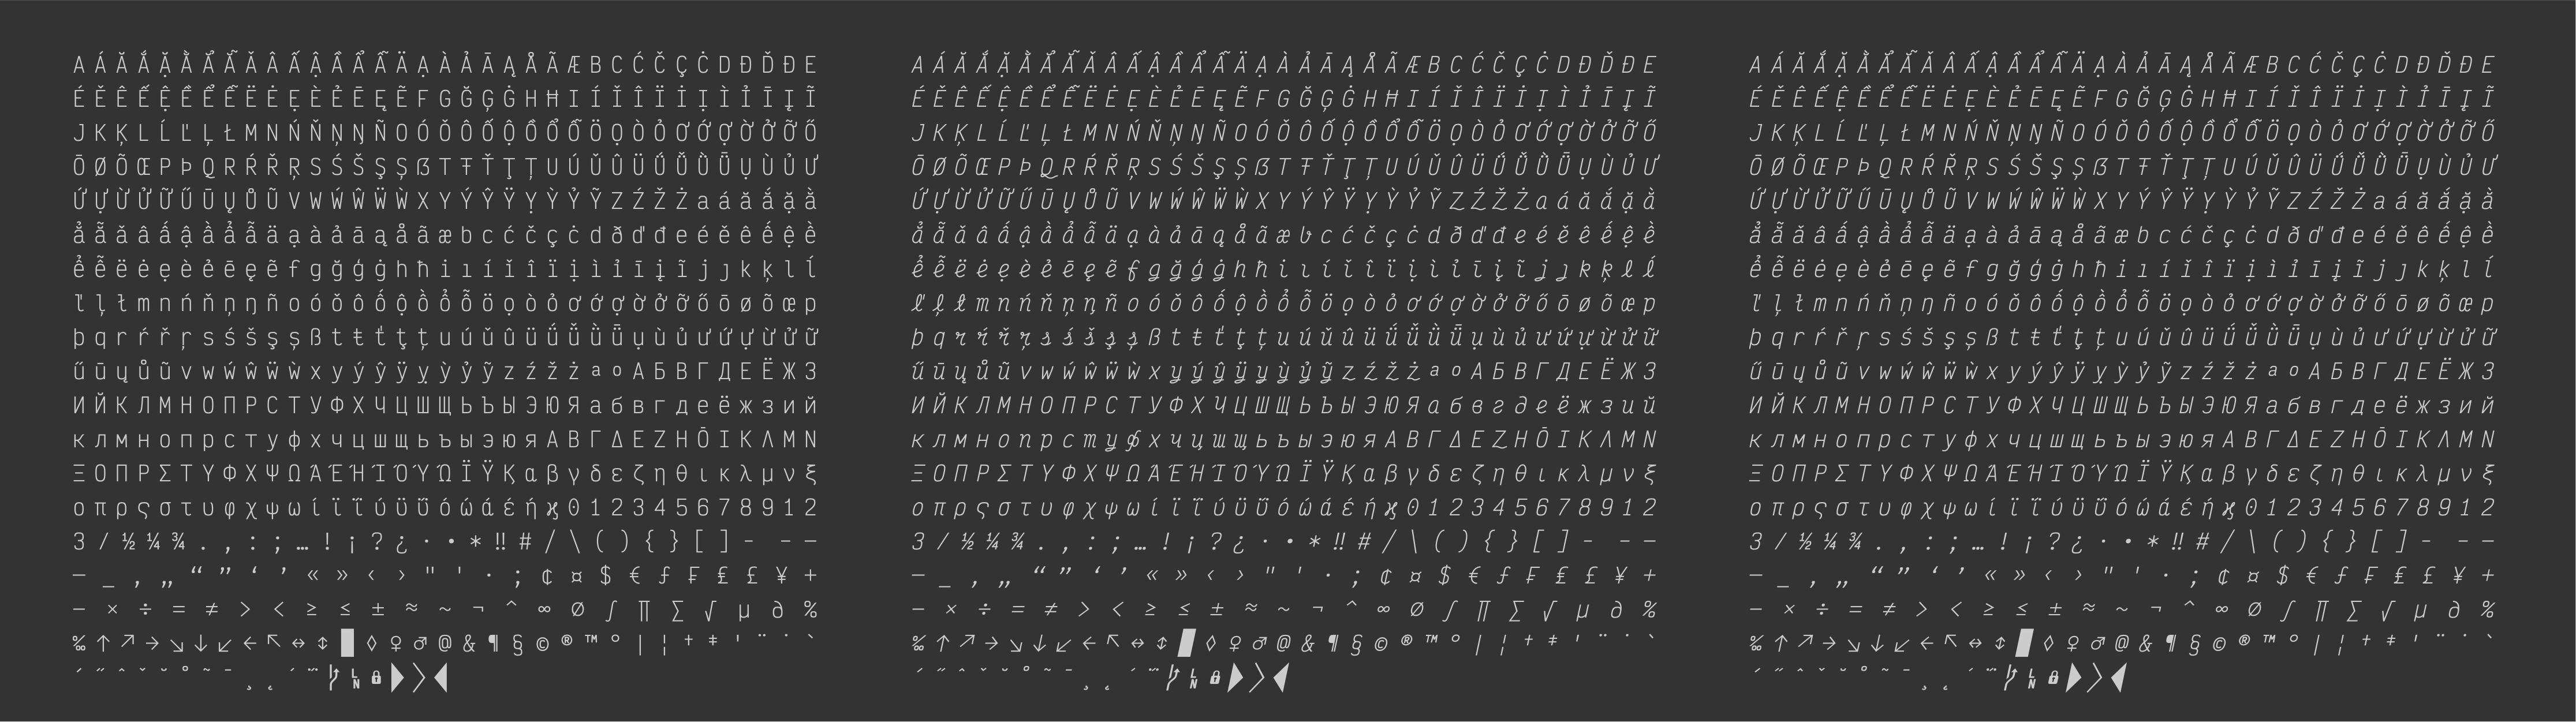 A Á Ă Ắ Ặ Ằ Ẳ Ẵ Ǎ Â Ấ Ậ Ầ Ẩ Ẫ Ä Ạ À Ả Ā Ą Å Ã Æ B C Ć Č Ç Ċ D Ð Ď Đ E
É Ě Ê Ế Ệ Ề Ể Ễ Ë Ė Ẹ È Ẻ Ē Ę Ẽ F G Ğ Ģ Ġ H Ħ I Í Ǐ Î Ï İ Ị Ì Ỉ Ī Į Ĩ
J K Ķ L Ĺ Ľ Ļ Ł M N Ń Ň Ņ Ŋ Ñ O Ó Ǒ Ô Ố Ộ Ồ Ổ Ỗ Ö Ọ Ò Ỏ Ơ Ớ Ợ Ờ Ở Ỡ Ő
Ō Ø Õ Œ P Þ Q R Ŕ Ř Ŗ S Ś Š Ş Ș ẞ T Ŧ Ť Ţ Ț U Ú Ǔ Û Ü Ǘ Ǚ Ǜ Ǖ Ụ Ù Ủ Ư
Ứ Ự Ừ Ử Ữ Ű Ū Ų Ů Ũ V W Ẃ Ŵ Ẅ Ẁ X Y Ý Ŷ Ÿ Ỵ Ỳ Ỷ Ỹ Z Ź Ž Ż a á ă ắ ặ ằ
ẳ ẵ ǎ â ấ ậ ầ ẩ ẫ ä ạ à ả ā ą å ã æ b c ć č ç ċ d ð ď đ e é ě ê ế ệ ề
ể ễ ë ė ẹ è ẻ ē ę ẽ f g ğ ģ ġ h ħ i ı í ǐ î ï ị ì ỉ ī į ĩ j ȷ k ķ l ĺ
ľ ļ ł m n ń ň ņ ŋ ñ o ó ǒ ô ố ộ ồ ổ ỗ ö ọ ò ỏ ơ ớ ợ ờ ở ỡ ő ō ø õ œ p
þ q r ŕ ř ŗ s ś š ş ș ß t ŧ ť ţ ț u ú ǔ û ü ǘ ǚ ǜ ǖ ụ ù ủ ư ứ ự ừ ử ữ
ű ū ų ů ũ v w ẃ ŵ ẅ ẁ x y ý ŷ ÿ ỵ ỳ ỷ ỹ z ź ž ż ª º А Б В Г Д Е Ё Ж З
И Й К Л М Н О П Р С Т У Ф Х Ч Ц Ш Щ Ь Ъ Ы Э Ю Я а б в г д е ё ж з и й
к л м н о п р с т у ф х ч ц ш щ ь ъ ы э ю я Α Β Γ Δ Ε Ζ Η Θ Ι Κ Λ Μ Ν
Ξ Ο Π Ρ Σ Τ Υ Φ Χ Ψ Ω Ά Έ Ή Ί Ό Ύ Ώ Ϊ Ϋ Ϗ α β γ δ ε ζ η θ ι κ λ μ ν ξ
ο π ρ ς σ τ υ φ χ ψ ω ί ϊ ΐ ύ ϋ ΰ ό ώ ά έ ή ϗ 0 1 2 3 4 5 6 7 8 9 1 2
3 ⁄ ½ ¼ ¾ . , : ; … ! ¡ ? ¿ · • * ‼ # / \ ( ) { } [ ] - ­ – —
― _ ‚ „ “ ” ‘ ’ « » ‹ › " ' · ; ¢ ¤ $ € ƒ ₣ ₤ £ ¥ +
− × ÷ = ≠ > < ≥ ≤ ± ≈ ~ ¬ ^ ∞ ∅ ∫ ∏ ∑ √ µ ∂ %
‰ ↑ ↗ → ↘ ↓ ↙ ← ↖ ↔ ↕ █ ◊ ♀ ♂ @ & ¶ § © ® ™ ° | ¦ † ‡ ' ¨ ˙ `
´ ˝ ˆ ˇ ˘ ˚ ˜ ¯ ¸ ˛ ΄ ΅   
A Á Ă Ắ Ặ Ằ Ẳ Ẵ Ǎ Â Ấ Ậ Ầ Ẩ Ẫ Ä Ạ À Ả Ā Ą Å Ã Æ B C Ć Č Ç Ċ D Ð Ď Đ E
É Ě Ê Ế Ệ Ề Ể Ễ Ë Ė Ẹ È Ẻ Ē Ę Ẽ F G Ğ Ģ Ġ H Ħ I Í Ǐ Î Ï İ Ị Ì Ỉ Ī Į Ĩ
J K Ķ L Ĺ Ľ Ļ Ł M N Ń Ň Ņ Ŋ Ñ O Ó Ǒ Ô Ố Ộ Ồ Ổ Ỗ Ö Ọ Ò Ỏ Ơ Ớ Ợ Ờ Ở Ỡ Ő
Ō Ø Õ Œ P Þ Q R Ŕ Ř Ŗ S Ś Š Ş Ș ẞ T Ŧ Ť Ţ Ț U Ú Ǔ Û Ü Ǘ Ǚ Ǜ Ǖ Ụ Ù Ủ Ư
Ứ Ự Ừ Ử Ữ Ű Ū Ų Ů Ũ V W Ẃ Ŵ Ẅ Ẁ X Y Ý Ŷ Ÿ Ỵ Ỳ Ỷ Ỹ Z Ź Ž Ż a á ă ắ ặ ằ
ẳ ẵ ǎ â ấ ậ ầ ẩ ẫ ä ạ à ả ā ą å ã æ b c ć č ç ċ d ð ď đ e é ě ê ế ệ ề
ể ễ ë ė ẹ è ẻ ē ę ẽ f g ğ ģ ġ h ħ i ı í ǐ î ï ị ì ỉ ī į ĩ j ȷ k ķ l ĺ
ľ ļ ł m n ń ň ņ ŋ ñ o ó ǒ ô ố ộ ồ ổ ỗ ö ọ ò ỏ ơ ớ ợ ờ ở ỡ ő ō ø õ œ p
þ q r ŕ ř ŗ s ś š ş ș ß t ŧ ť ţ ț u ú ǔ û ü ǘ ǚ ǜ ǖ ụ ù ủ ư ứ ự ừ ử ữ
ű ū ų ů ũ v w ẃ ŵ ẅ ẁ x y ý ŷ ÿ ỵ ỳ ỷ ỹ z ź ž ż ª º А Б В Г Д Е Ё Ж З
И Й К Л М Н О П Р С Т У Ф Х Ч Ц Ш Щ Ь Ъ Ы Э Ю Я а б в г д е ё ж з и й
к л м н о п р с т у ф х ч ц ш щ ь ъ ы э ю я Α Β Γ Δ Ε Ζ Η Θ Ι Κ Λ Μ Ν
Ξ Ο Π Ρ Σ Τ Υ Φ Χ Ψ Ω Ά Έ Ή Ί Ό Ύ Ώ Ϊ Ϋ Ϗ α β γ δ ε ζ η θ ι κ λ μ ν ξ
ο π ρ ς σ τ υ φ χ ψ ω ί ϊ ΐ ύ ϋ ΰ ό ώ ά έ ή ϗ 0 1 2 3 4 5 6 7 8 9 1 2
3 ⁄ ½ ¼ ¾ . , : ; … ! ¡ ? ¿ · • * ‼ # / \ ( ) { } [ ] - ­ – —
― _ ‚ „ “ ” ‘ ’ « » ‹ › " ' · ; ¢ ¤ $ € ƒ ₣ ₤ £ ¥ +
− × ÷ = ≠ > < ≥ ≤ ± ≈ ~ ¬ ^ ∞ ∅ ∫ ∏ ∑ √ µ ∂ %
‰ ↑ ↗ → ↘ ↓ ↙ ← ↖ ↔ ↕ █ ◊ ♀ ♂ @ & ¶ § © ® ™ ° | ¦ † ‡ ' ¨ ˙ `
´ ˝ ˆ ˇ ˘ ˚ ˜ ¯ ¸ ˛ ΄ ΅   
A Á Ă Ắ Ặ Ằ Ẳ Ẵ Ǎ Â Ấ Ậ Ầ Ẩ Ẫ Ä Ạ À Ả Ā Ą Å Ã Æ B C Ć Č Ç Ċ D Ð Ď Đ E
É Ě Ê Ế Ệ Ề Ể Ễ Ë Ė Ẹ È Ẻ Ē Ę Ẽ F G Ğ Ģ Ġ H Ħ I Í Ǐ Î Ï İ Ị Ì Ỉ Ī Į Ĩ
J K Ķ L Ĺ Ľ Ļ Ł M N Ń Ň Ņ Ŋ Ñ O Ó Ǒ Ô Ố Ộ Ồ Ổ Ỗ Ö Ọ Ò Ỏ Ơ Ớ Ợ Ờ Ở Ỡ Ő
Ō Ø Õ Œ P Þ Q R Ŕ Ř Ŗ S Ś Š Ş Ș ẞ T Ŧ Ť Ţ Ț U Ú Ǔ Û Ü Ǘ Ǚ Ǜ Ǖ Ụ Ù Ủ Ư
Ứ Ự Ừ Ử Ữ Ű Ū Ų Ů Ũ V W Ẃ Ŵ Ẅ Ẁ X Y Ý Ŷ Ÿ Ỵ Ỳ Ỷ Ỹ Z Ź Ž Ż a á ă ắ ặ ằ
ẳ ẵ ǎ â ấ ậ ầ ẩ ẫ ä ạ à ả ā ą å ã æ b c ć č ç ċ d ð ď đ e é ě ê ế ệ ề
ể ễ ë ė ẹ è ẻ ē ę ẽ f g ğ ģ ġ h ħ i ı í ǐ î ï ị ì ỉ ī į ĩ j ȷ k ķ l ĺ
ľ ļ ł m n ń ň ņ ŋ ñ o ó ǒ ô ố ộ ồ ổ ỗ ö ọ ò ỏ ơ ớ ợ ờ ở ỡ ő ō ø õ œ p
þ q r ŕ ř ŗ s ś š ş ș ß t ŧ ť ţ ț u ú ǔ û ü ǘ ǚ ǜ ǖ ụ ù ủ ư ứ ự ừ ử ữ
ű ū ų ů ũ v w ẃ ŵ ẅ ẁ x y ý ŷ ÿ ỵ ỳ ỷ ỹ z ź ž ż ª º А Б В Г Д Е Ё Ж З
И Й К Л М Н О П Р С Т У Ф Х Ч Ц Ш Щ Ь Ъ Ы Э Ю Я а б в г д е ё ж з и й
к л м н о п р с т у ф х ч ц ш щ ь ъ ы э ю я Α Β Γ Δ Ε Ζ Η Θ Ι Κ Λ Μ Ν
Ξ Ο Π Ρ Σ Τ Υ Φ Χ Ψ Ω Ά Έ Ή Ί Ό Ύ Ώ Ϊ Ϋ Ϗ α β γ δ ε ζ η θ ι κ λ μ ν ξ
ο π ρ ς σ τ υ φ χ ψ ω ί ϊ ΐ ύ ϋ ΰ ό ώ ά έ ή ϗ 0 1 2 3 4 5 6 7 8 9 1 2
3 ⁄ ½ ¼ ¾ . , : ; … ! ¡ ? ¿ · • * ‼ # / \ ( ) { } [ ] - ­ – —
― _ ‚ „ “ ” ‘ ’ « » ‹ › " ' · ; ¢ ¤ $ € ƒ ₣ ₤ £ ¥ +
− × ÷ = ≠ > < ≥ ≤ ± ≈ ~ ¬ ^ ∞ ∅ ∫ ∏ ∑ √ µ ∂ %
‰ ↑ ↗ → ↘ ↓ ↙ ← ↖ ↔ ↕ █ ◊ ♀ ♂ @ & ¶ § © ® ™ ° | ¦ † ‡ ' ¨ ˙ `
´ ˝ ˆ ˇ ˘ ˚ ˜ ¯ ¸ ˛ ΄ ΅